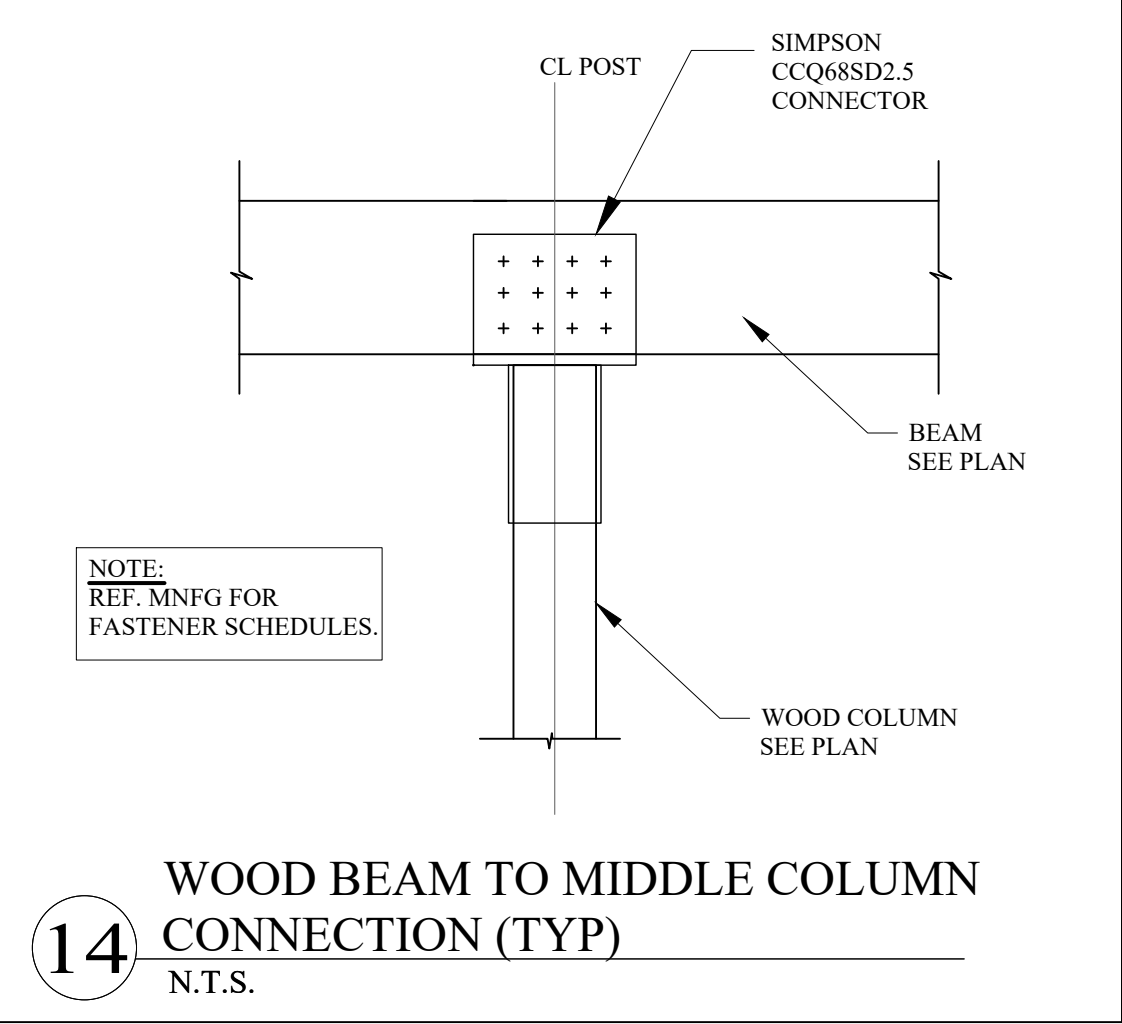 CL POST
SIMPSON
CCQ68SD2.5
CONNECTOR
BEAM
SEE PLAN
NOTE:
REF. MNFG FOR
FASTENER SCHEDULES.
WOOD COLUMN
SEE PLAN
14
WOOD BEAM TO MIDDLE COLUMN
CONNECTION (TYP)
N.T.S.